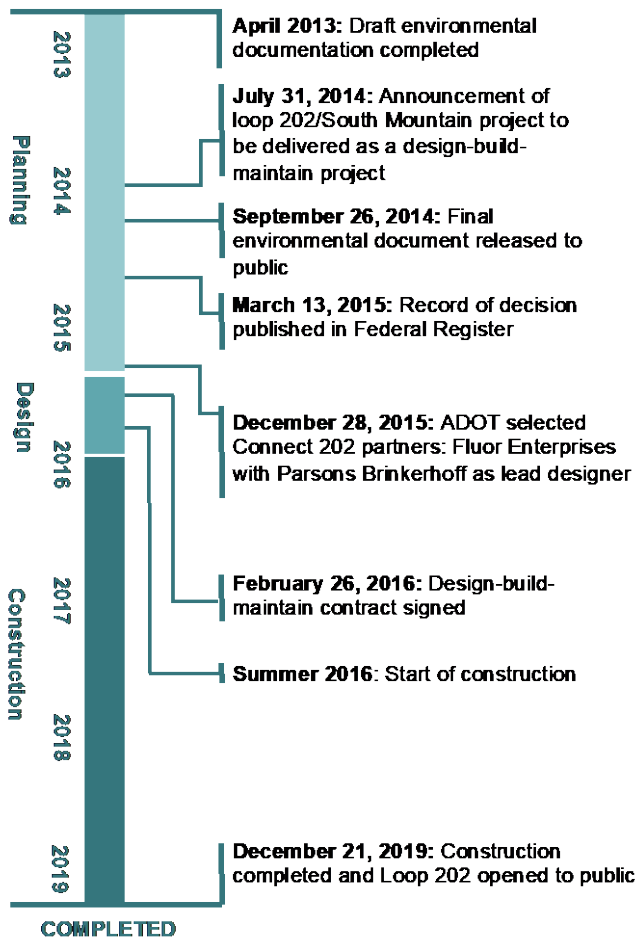 April 2013: Draft environmental
documentation completed
July 31, 2014: Announcement of
loop 202/South Mountain project to
be delivered as a design-build-
maintain project
September 26, 2014: Final
environmental document released to
public
March 13, 2015: Record of decision
published in Federal Register
December 28, 2015: ADOT selected
Connect 202 partners: Fluor Enterprises
with Parsons Brinkerhoff as lead designer
February 26, 2016: Design-build-
maintain contract signed
Summer 2016: Start of construction
December 21, 2019: Construction
completed and Loop 202 opened to public
2013
2014
2015
2016
2017
2018
2019
Planning
Design
Construction
COMPLETED